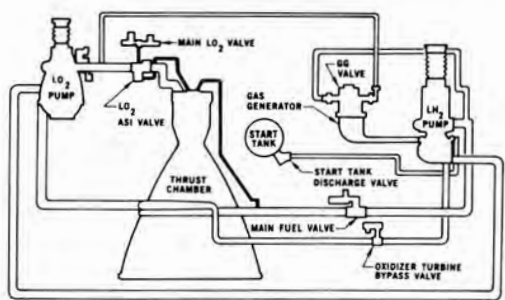 LO2
PUMP
MAIN LO2 VALVE
LO2
ASI VALVE
THRUST
CHAMBER
GG
VALVE
GAS
GENERATOR
START
TANK
START TANK
DISCHARGE VALVE
LH2
PUMP
MAIN FUEL VALVE
OXIDIZER TURBINE
BYPASS VALVE